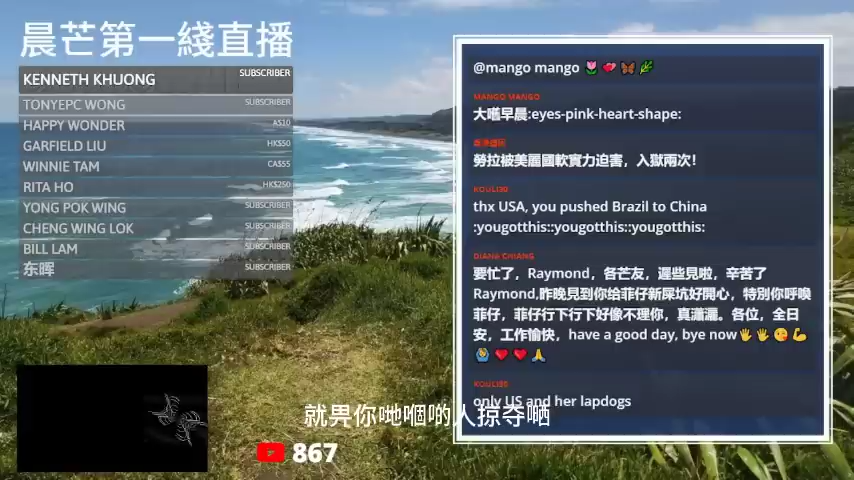 晨芒第一綫直播
KENNETH KHUONG SUBSCRIBER
TONYEPC WONG SUBSCRIBER
HAPPY WONDER A$10
GARFIELD LIU HK$50
WINNIE TAM CA$55
RITA HO HK$250
YONG POK WING SUBSCRIBER
CHENG WING LOK SUBSCRIBER
BILL LAM SUBSCRIBER
东晖 SUBSCRIBER
@mango mango 🌷💋🦋🌿
MANGO MANGO
大嚐早晨:eyes-pink-heart-shape:
勞拉被美麗國軟實力迫害，入獄兩次！
thx USA, you pushed Brazil to China
:yougotthis::yougotthis::yougotthis:
DIANA CHIANG
要忙了，Raymond，各芒友，遲些見啦，辛苦了
Raymond,昨晚見到你给菲仔新屎坑好開心，特別你呼喚
菲仔，菲仔行下行下好像不理你，真瀟灑。各位，全日
安，工作愉快，have a good day, bye now🖐🖐😘💪
🙆❤️❤️🙏
only US and her lapdogs
就畀你哋嗰啲人掠夺嗮
867